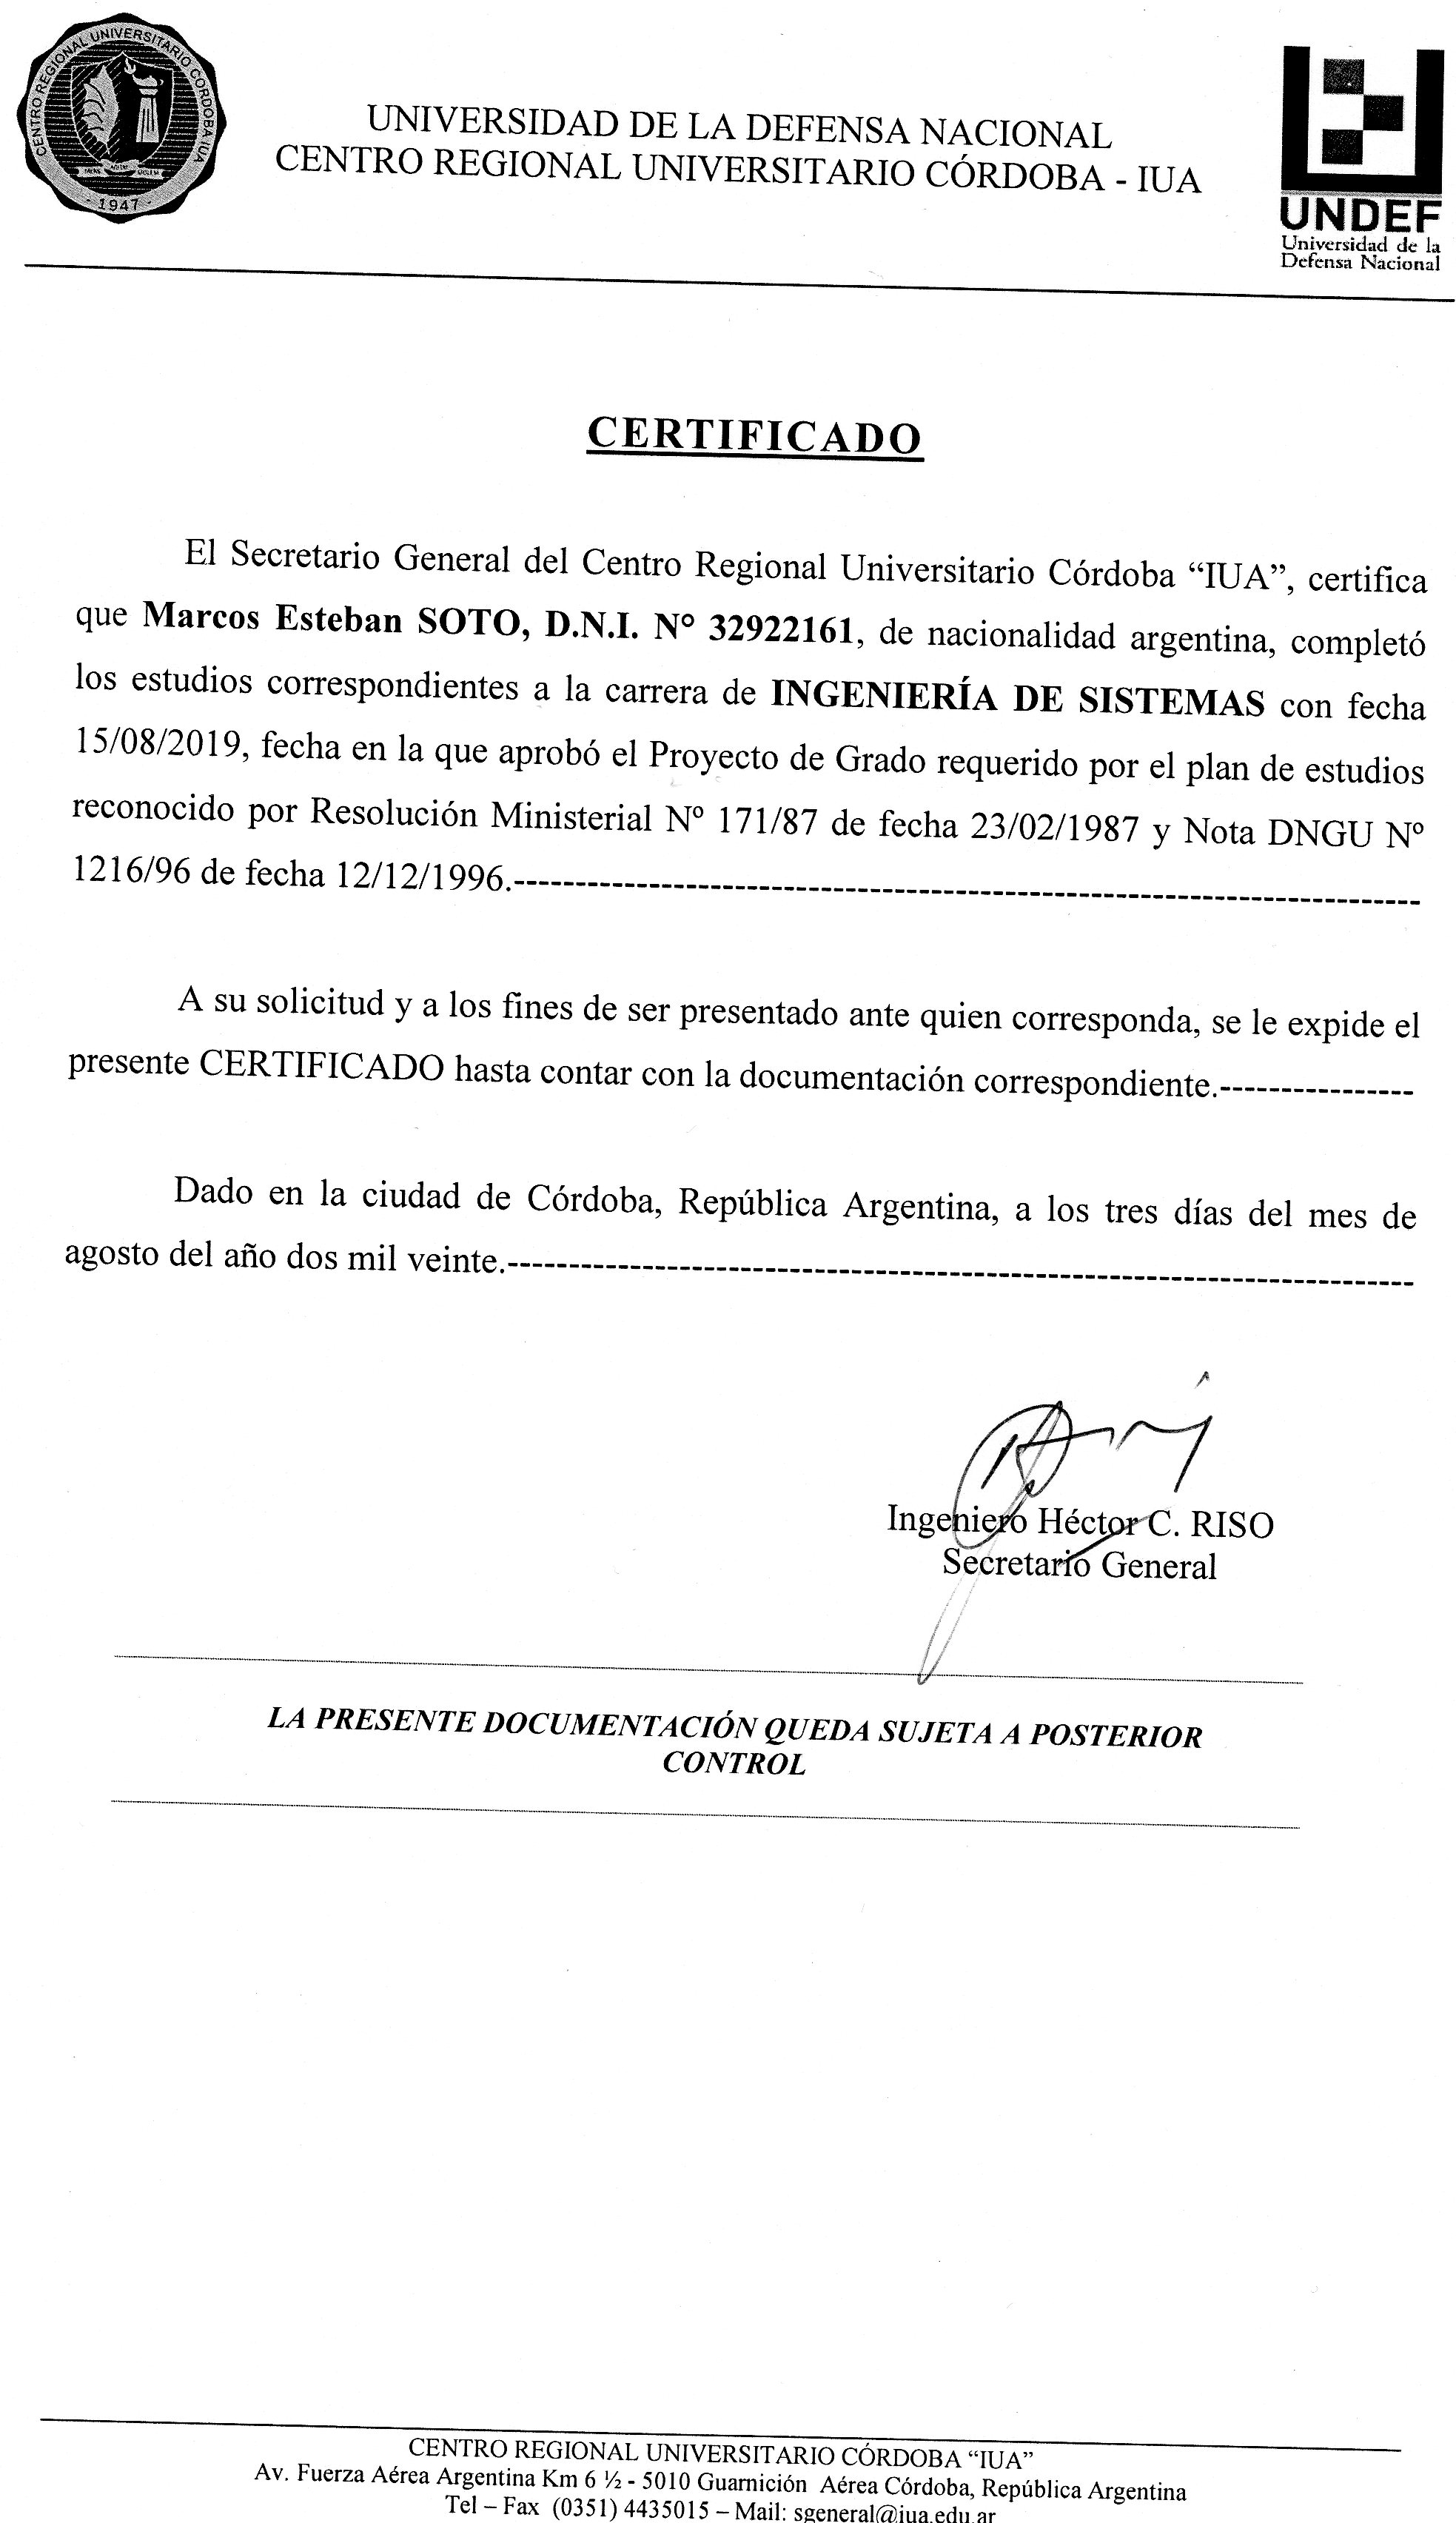 CENTRO REGIONAL UNIVERSITARIO CÓRDOBA IUA
- 1947 -
UNIVERSIDAD DE LA DEFENSA NACIONAL
CENTRO REGIONAL UNIVERSITARIO CÓRDOBA - IUA
UNDEF
Universidad de la
Defensa Nacional
CERTIFICADO
El Secretario General del Centro Regional Universitario Córdoba “IUA”, certifica
que Marcos Esteban SOTO, D.N.I. N° 32922161, de nacionalidad argentina, completó
los estudios correspondientes a la carrera de INGENIERÍA DE SISTEMAS con fecha
15/08/2019, fecha en la que aprobó el Proyecto de Grado requerido por el plan de estudios
reconocido por Resolución Ministerial Nº 171/87 de fecha 23/02/1987 y Nota DNGU Nº
1216/96 de fecha 12/12/1996.--------------------------------------------------------------------------
A su solicitud y a los fines de ser presentado ante quien corresponda, se le expide el
presente CERTIFICADO hasta contar con la documentación correspondiente.----------------
Dado en la ciudad de Córdoba, República Argentina, a los tres días del mes de
agosto del año dos mil veinte.--------------------------------------------------------------------------
Ingeniero Héctor C. RISO
Secretario General
LA PRESENTE DOCUMENTACIÓN QUEDA SUJETA A POSTERIOR
CONTROL
CENTRO REGIONAL UNIVERSITARIO CÓRDOBA “IUA”
Av. Fuerza Aérea Argentina Km 6 ½ - 5010 Guarnición Aérea Córdoba, República Argentina
Tel – Fax (0351) 4435015 – Mail: sgeneral@iua.edu.ar